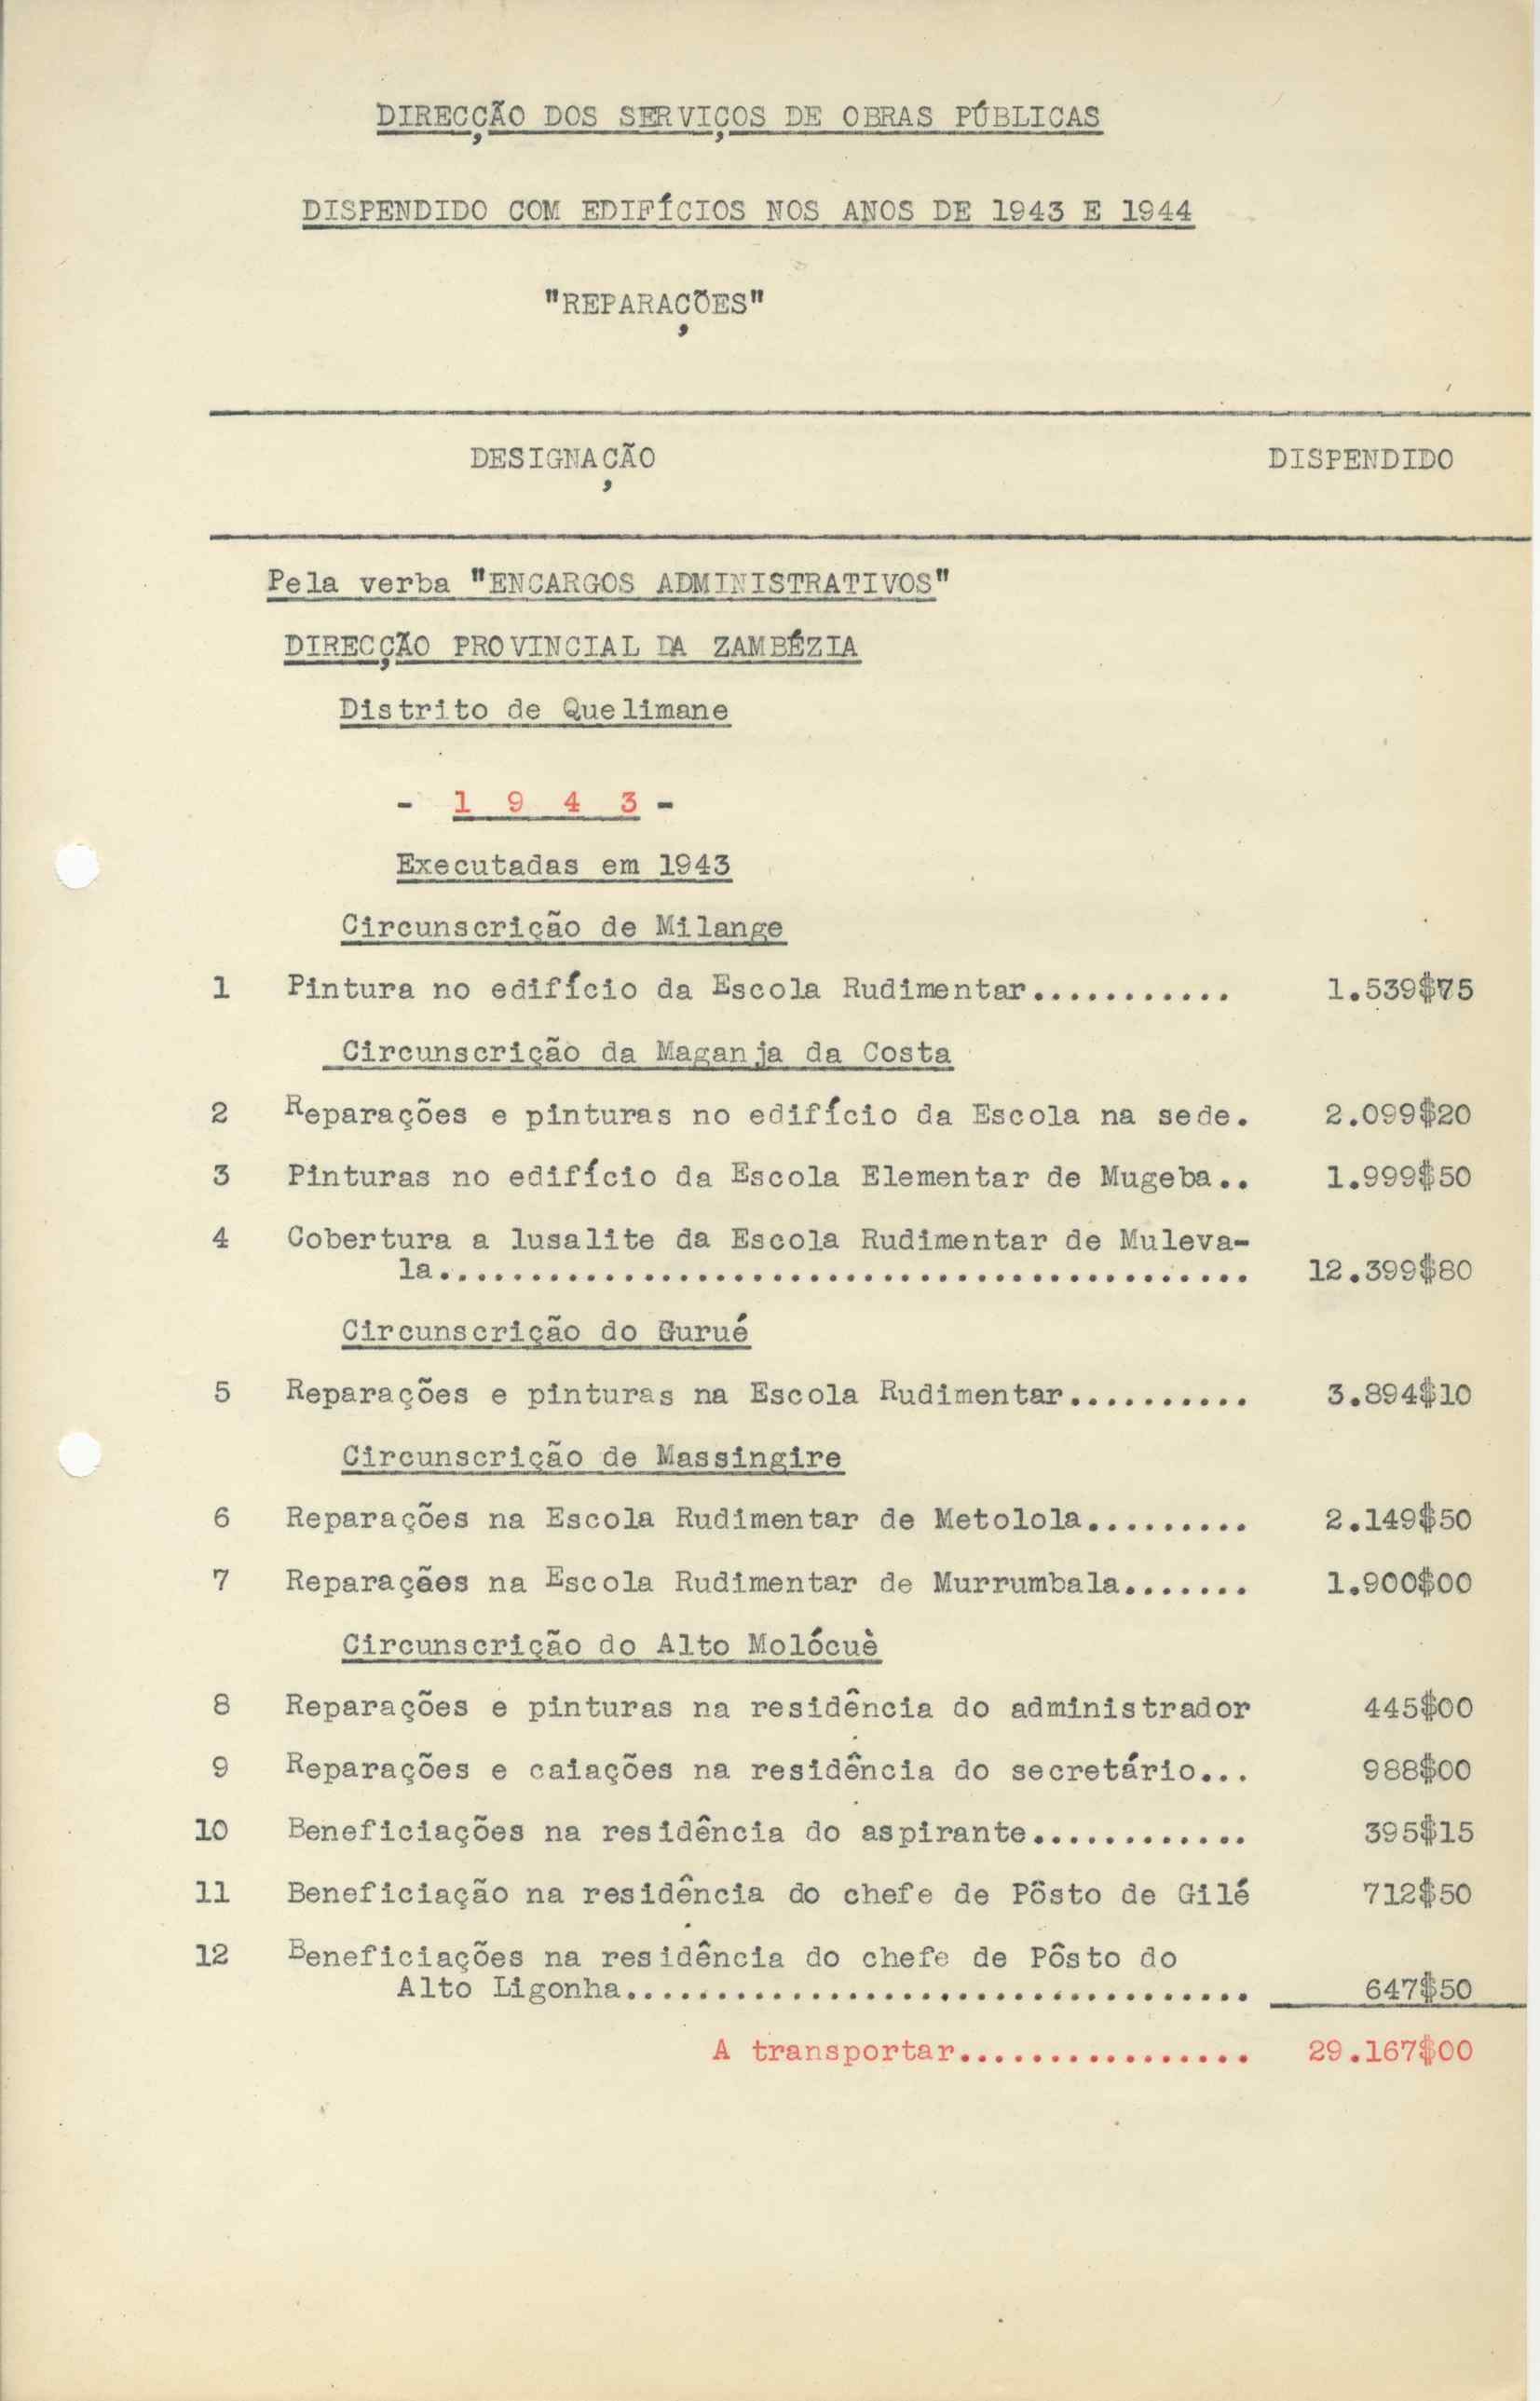 DIRECÇÃO DOS SERVIÇOS DE OBRAS PÚBLICAS
DISPENDIDO COM EDIFÍCIOS NOS ANOS DE 1943 E 1944
"REPARAÇÕES"
DESIGNAÇÃO DISPENDIDO
Pela verba "ENCARGOS ADMINISTRATIVOS"
DIRECÇÃO PROVINCIAL DA ZAMBÉZIA
Distrito de Quelimane
- 1 9 4 3 -
Executadas em 1943
Circunscrição de Milange
1 Pintura no edifício da Escola Rudimentar........... 1.539$75
Circunscrição da Maganja da Costa
2 Reparações e pinturas no edifício da Escola na sede. 2.099$20
3 Pinturas no edifício da Escola Elementar de Mugeba.. 1.999$50
4 Cobertura a lusalite da Escola Rudimentar de Muleva-
la............................................ 12.399$80
Circunscrição do Gurué
5 Reparações e pinturas na Escola Rudimentar.......... 3.894$10
Circunscrição de Massingire
6 Reparações na Escola Rudimentar de Metolola......... 2.149$50
7 Reparaçães na Escola Rudimentar de Murrumbala....... 1.900$00
Circunscrição do Alto Molócuè
8 Reparações e pinturas na residência do administrador 445$00
9 Reparações e caiações na residência do secretário... 988$00
10 Beneficiações na residência do aspirante............ 395$15
11 Beneficiação na residência do chefe de Pôsto de Gilé 712$50
12 Beneficiações na residência do chefe de Pôsto do
Alto Ligonha.................................. 647$50
A transportar................ 29.167$00